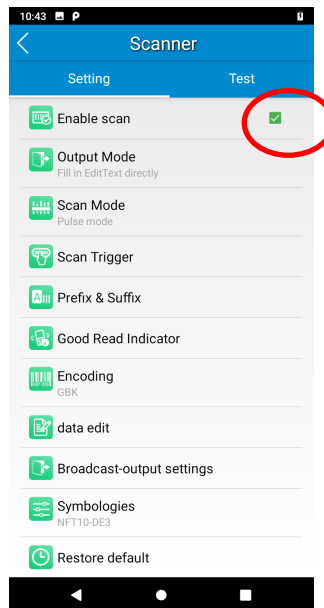 10:43
Scanner
Setting Test
Enable scan
Output Mode
Fill in EditText directly
Scan Mode
Pulse mode
Scan Trigger
Prefix & Suffix
Good Read Indicator
Encoding
GBK
data edit
Broadcast-output settings
Symbologies
NFT10-DE3
Restore default